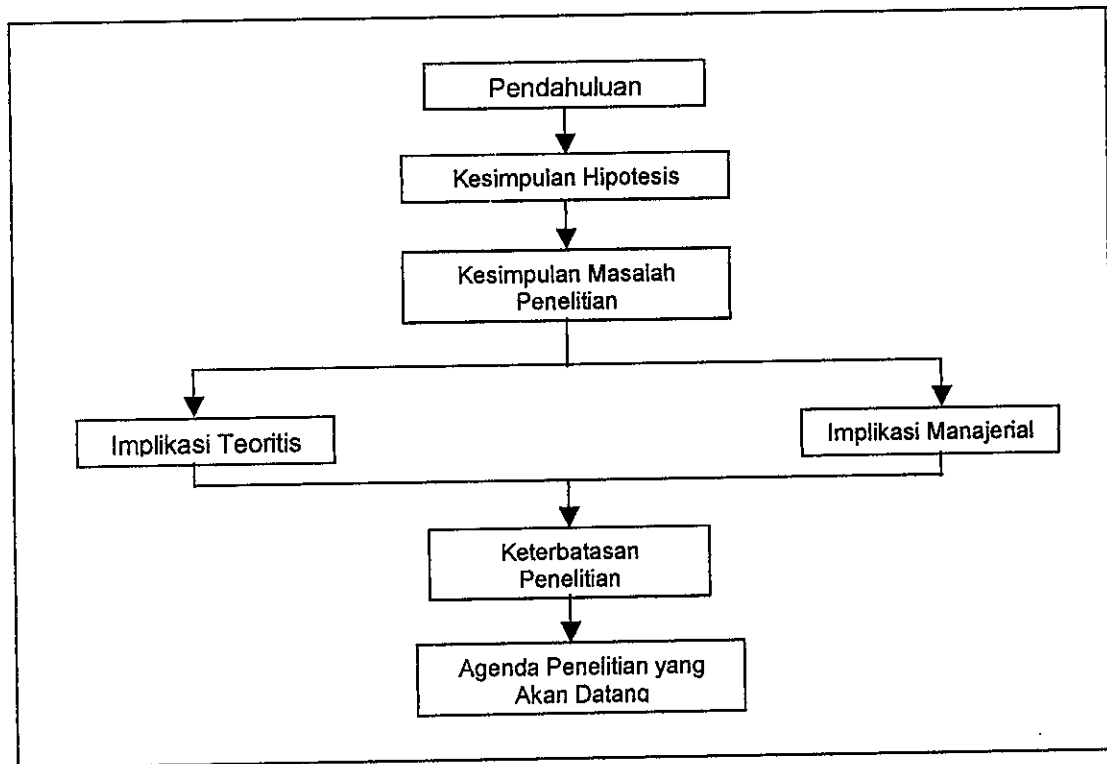 Pendahuluan
Kesimpulan Hipotesis
Kesimpulan Masalah
Penelitian
Implikasi Teoritis
Implikasi Manajerial
Keterbatasan
Penelitian
Agenda Penelitian yang
Akan Datang